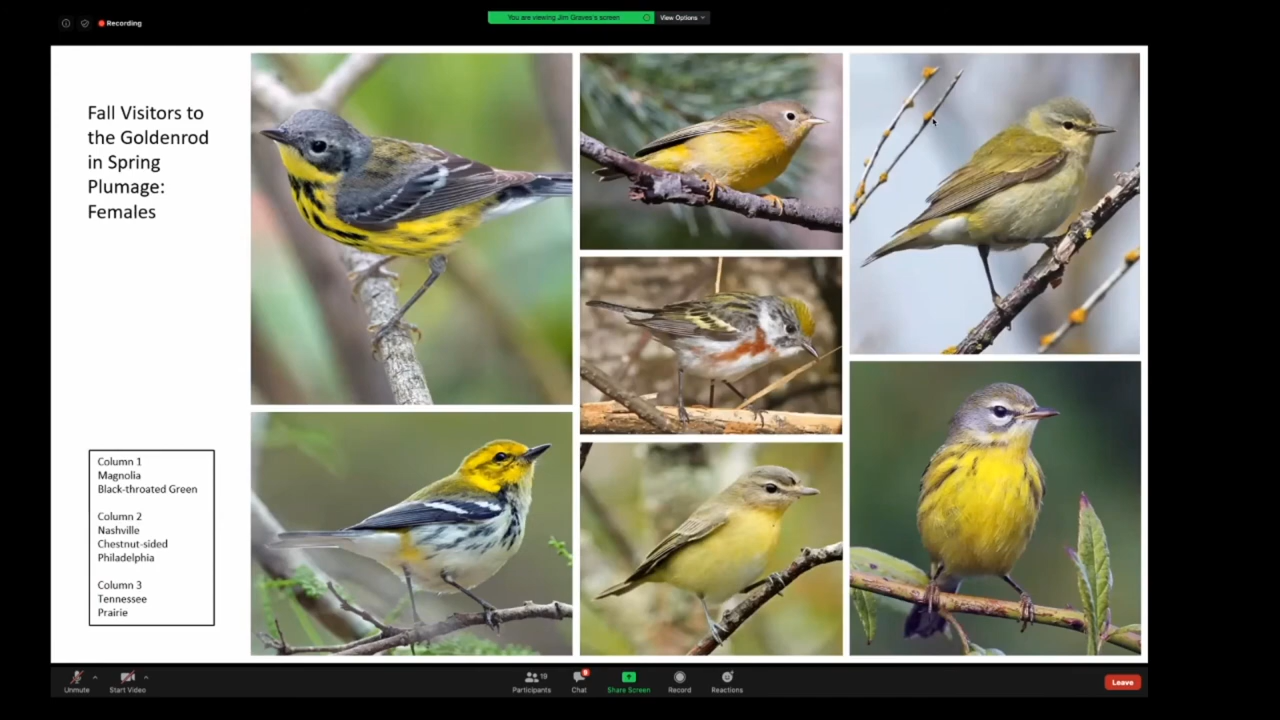 Recording
You are viewing Jim Graves's screen
View Options
Fall Visitors to
the Goldenrod
in Spring
Plumage:
Females
Column 1
Magnolia
Black-throated Green
Column 2
Nashville
Chestnut-sided
Philadelphia
Column 3
Tennessee
Prairie
Unmute
Start Video
Participants
19
Chat
8
Share Screen
Record
Reactions
Leave